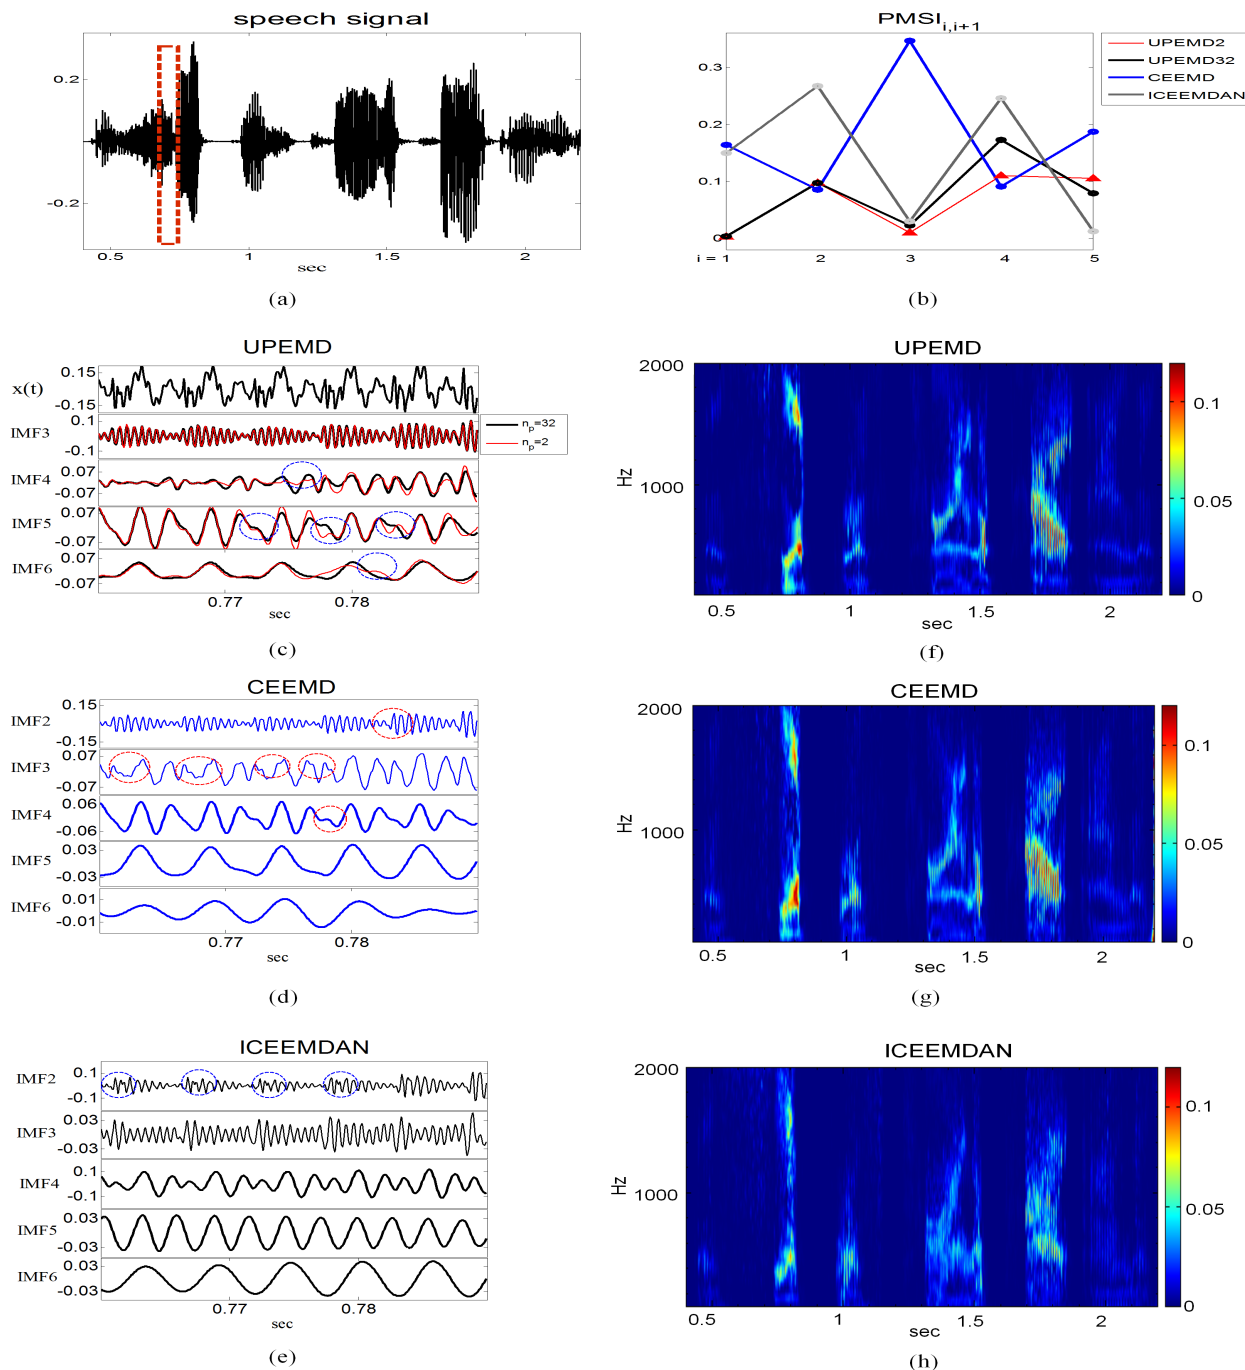 speech signal
0.2
0
-0.2
0.5 1 1.5 2
sec
(a)
PMSI i,i+1
0.3
0.2
0.1
0
i = 1 2 3 4 5
UPEMD2
UPEMD32
CEEMD
ICEEMDAN
(b)
UPEMD
x(t) 0.15
-0.15
IMF3 0.1
-0.1
IMF4 0.07
-0.07
IMF5 0.07
-0.07
IMF6 0.07
-0.07
n_p=32
n_p=2
0.77 0.78
sec
(c)
UPEMD
2000
1000
Hz
0.5 1 1.5 2
sec
0.1
0.05
0
(f)
CEEMD
IMF2 0.15
-0.15
IMF3 0.07
-0.07
IMF4 0.06
-0.06
IMF5 0.03
-0.03
IMF6 0.01
-0.01
0.77 0.78
sec
(d)
CEEMD
2000
1000
Hz
0.5 1 1.5 2
sec
0.1
0.05
0
(g)
ICEEMDAN
IMF2 0.1
-0.1
IMF3 0.03
-0.03
IMF4 0.1
-0.1
IMF5 0.03
-0.03
IMF6 0.03
-0.03
0.77 0.78
sec
(e)
ICEEMDAN
2000
1000
Hz
0.5 1 1.5 2
sec
0.1
0.05
0
(h)